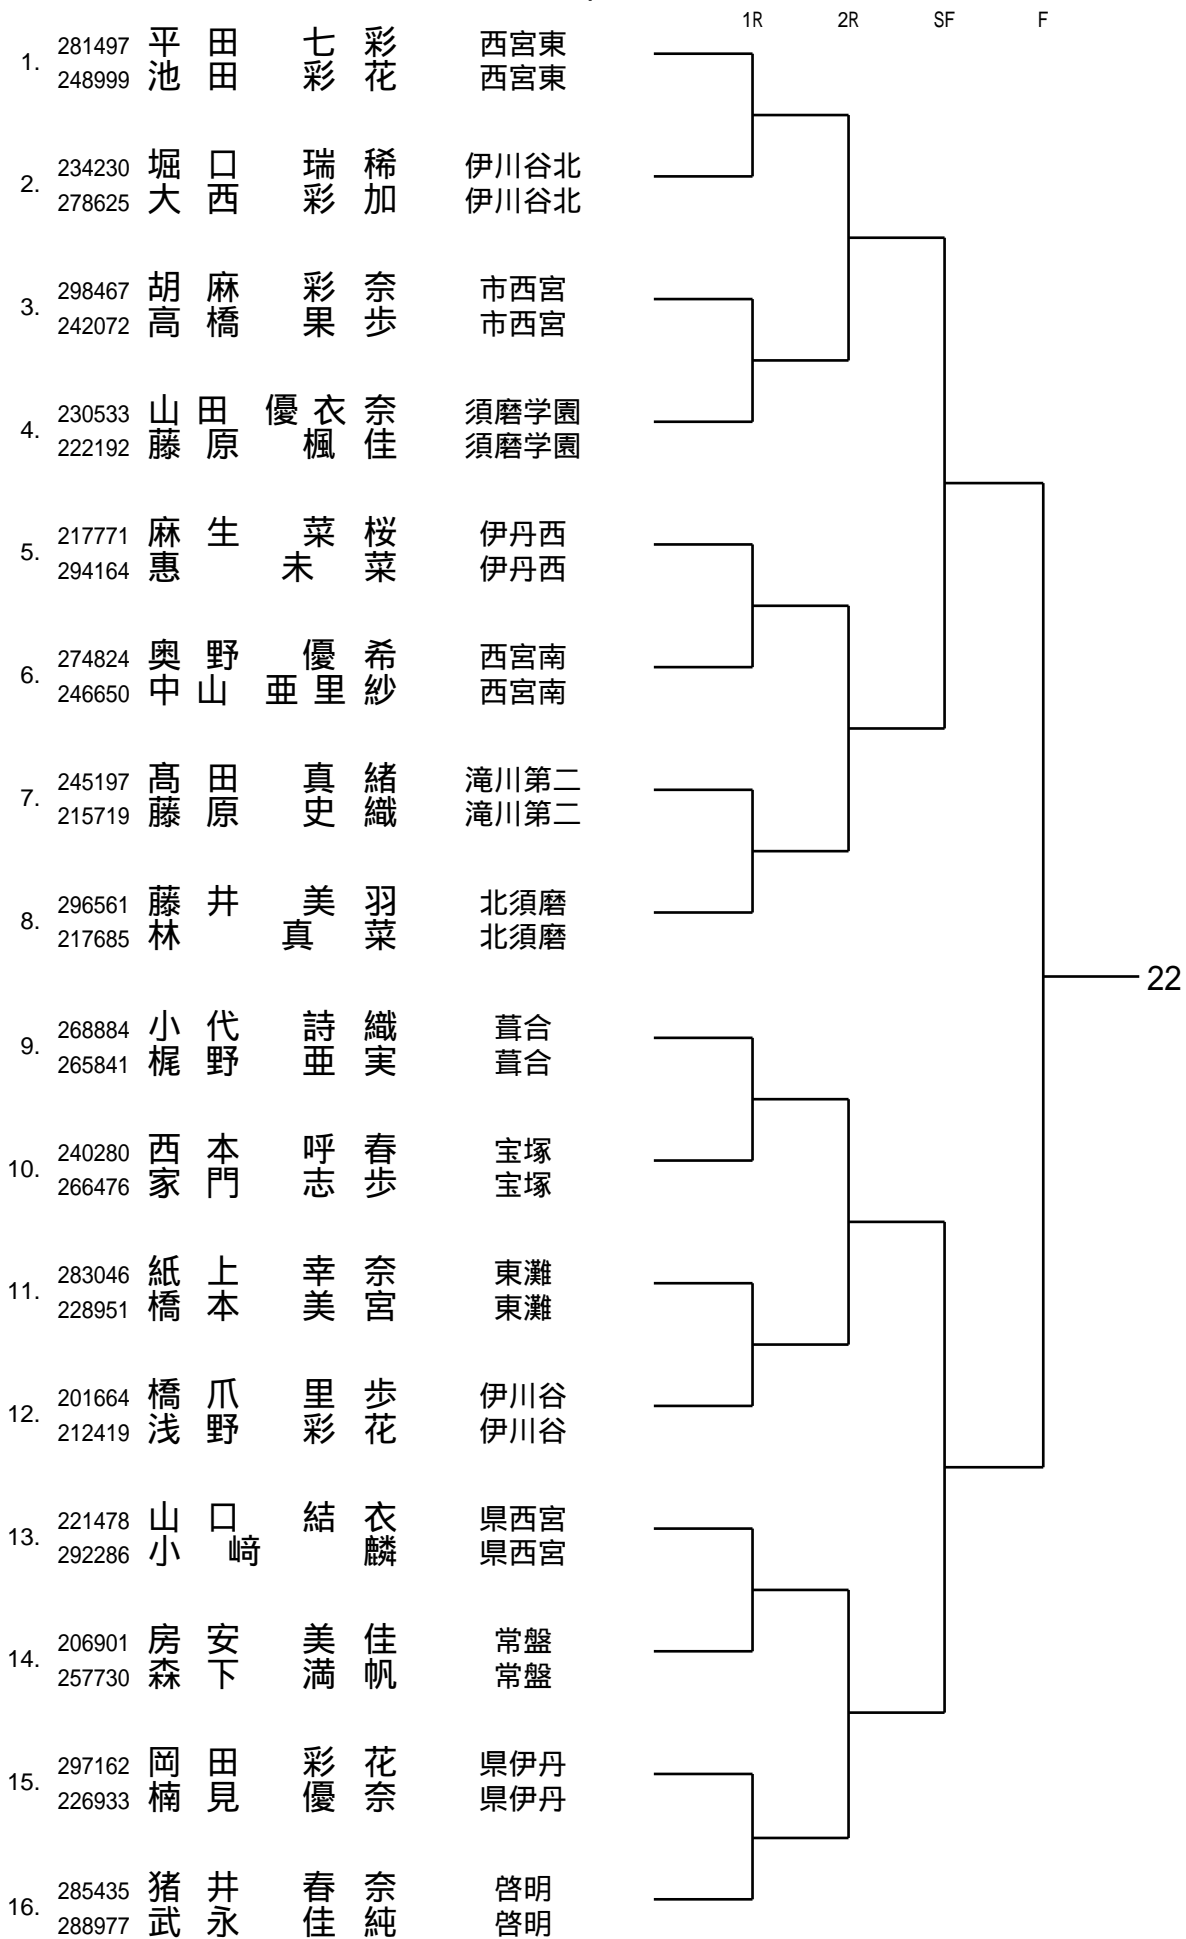 1R 2R SF F
1. 281497 平田 七彩 西宮東
248999 池田 彩花 西宮東
2. 234230 堀口 瑞稀 伊川谷北
278625 大西 彩加 伊川谷北
3. 298467 胡麻 彩奈 市西宮
242072 高橋 果歩 市西宮
4. 230533 山田 優衣奈 須磨学園
222192 藤原 楓佳 須磨学園
5. 217771 麻生 菜桜 伊丹西
294164 惠 未菜 伊丹西
6. 274824 奥野 優希 西宮南
246650 中山 亜里紗 西宮南
7. 245197 髙田 真緒 滝川第二
215719 藤原 史織 滝川第二
8. 296561 藤井 美羽 北須磨
217685 林 真菜 北須磨
22
9. 268884 小代 詩織 葺合
265841 梶野 亜実 葺合
10. 240280 西本 呼春 宝塚
266476 家門 志歩 宝塚
11. 283046 紙上 幸奈 東灘
228951 橋本 美宮 東灘
12. 201664 橋爪 里歩 伊川谷
212419 浅野 彩花 伊川谷
13. 221478 山口 結衣 県西宮
292286 小﨑 麟 県西宮
14. 206901 房安 美佳 常盤
257730 森下 満帆 常盤
15. 297162 岡田 彩花 県伊丹
226933 楠見 優奈 県伊丹
16. 285435 猪井 春奈 啓明
288977 武永 佳純 啓明